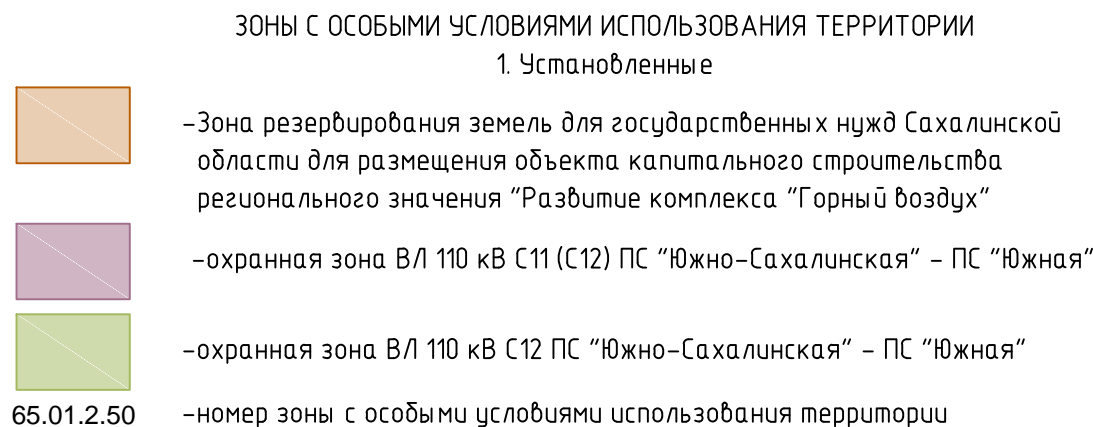 ЗОНЫ С ОСОБЫМИ УСЛОВИЯМИ ИСПОЛЬЗОВАНИЯ ТЕРРИТОРИИ
1. Установленные
-Зона резервирования земель для государственных нужд Сахалинской
области для размещения объекта капитального строительства
регионального значения "Развитие комплекса "Горный воздух"
-охранная зона ВЛ 110 кВ С11 (С12) ПС "Южно-Сахалинская" - ПС "Южная"
-охранная зона ВЛ 110 кВ С12 ПС "Южно-Сахалинская" - ПС "Южная"
65.01.2.50 -номер зоны с особыми условиями использования территории